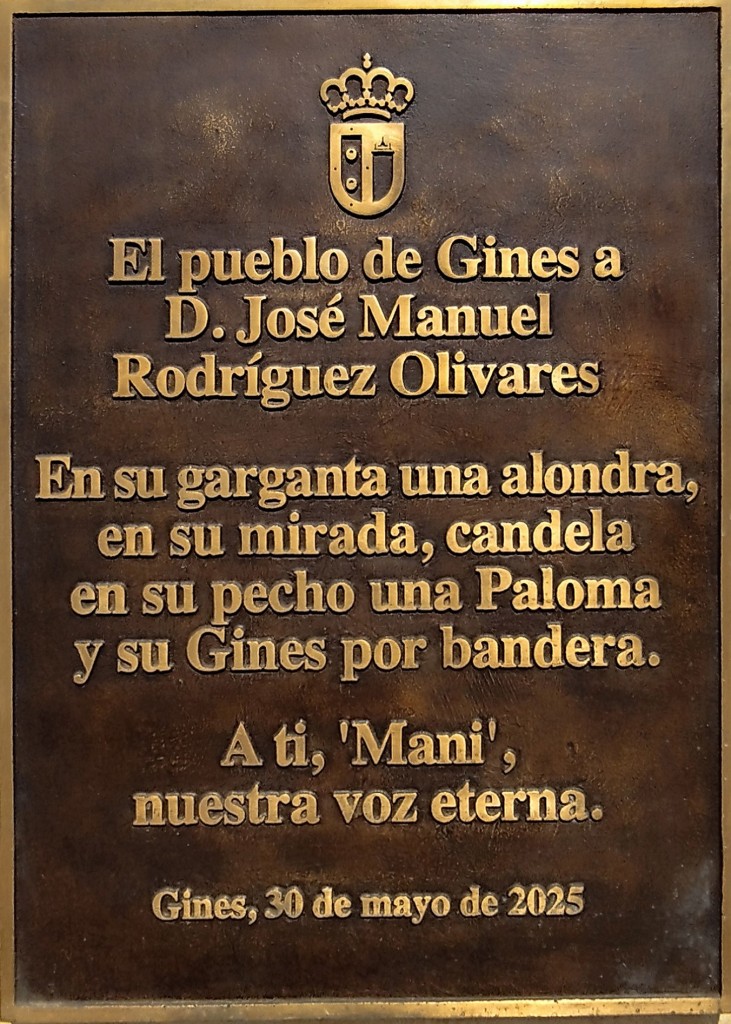 El pueblo de Gines a
D. José Manuel
Rodríguez Olivares
En su garganta una alondra,
en su mirada, candela
en su pecho una Paloma
y su Gines por bandera.
A ti, 'Mani',
nuestra voz eterna.
Gines, 30 de mayo de 2025